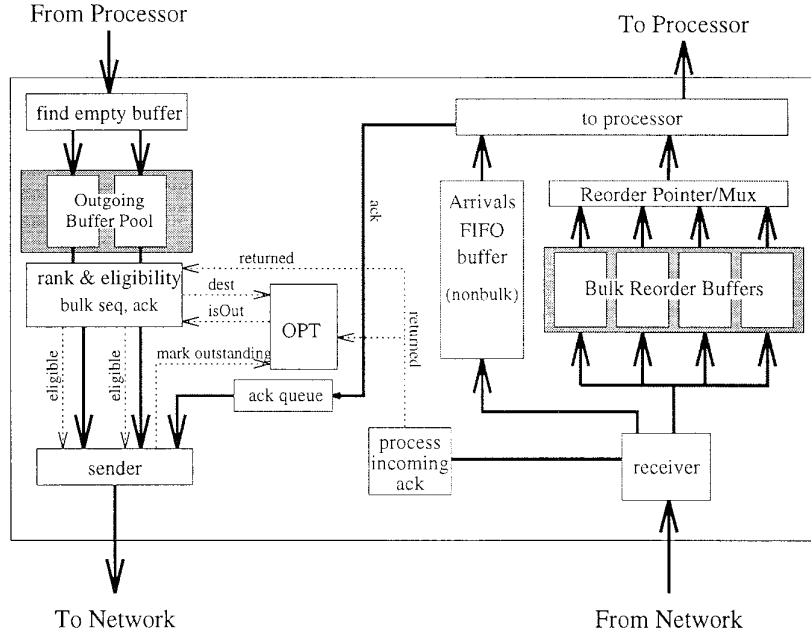 From Processor
To Processor
find empty buffer
to processor
ack
Outgoing
Buffer Pool
Arrivals
FIFO
buffer
(nonbulk)
Reorder Pointer/Mux
Bulk Reorder Buffers
rank & eligibility
bulk seq, ack
returned
dest
isOut
OPT
returned
eligible
eligible
mark outstanding
ack queue
process
incoming
ack
receiver
sender
To Network
From Network